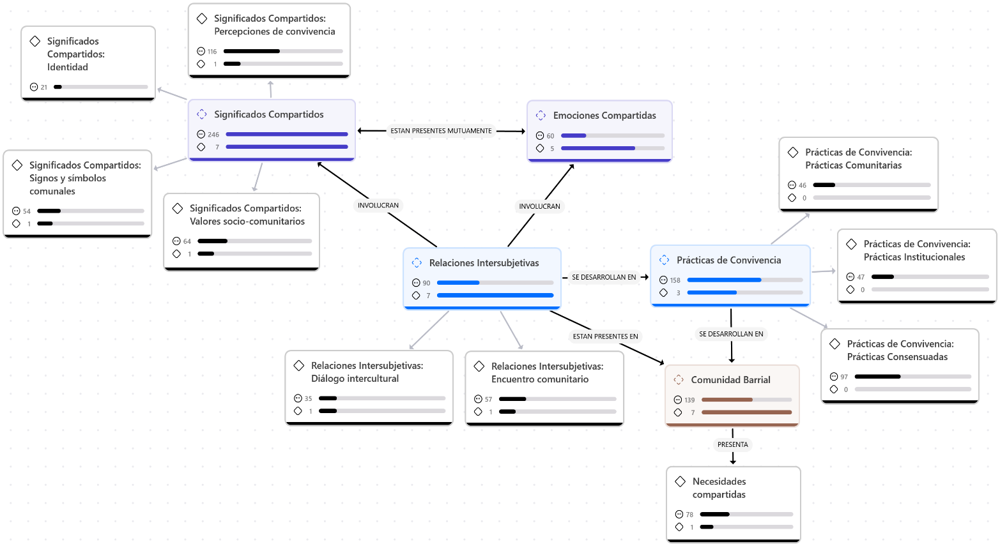 Significados Compartidos:
Percepciones de convivencia
116
1
Significados
Compartidos:
Identidad
21
Significados Compartidos
246
7
ESTAN PRESENTES MUTUAMENTE
Emociones Compartidas
60
5
Significados Compartidos:
Signos y símbolos
comunales
54
1
Significados Compartidos:
Valores socio-comunitarios
64
1
INVOLUCRAN
INVOLUCRAN
Prácticas de Convivencia:
Prácticas Comunitarias
46
0
Relaciones Intersubjetivas
90
7
SE DESARROLLAN EN
Prácticas de Convivencia
158
3
Prácticas de Convivencia:
Prácticas Institucionales
47
0
ESTAN PRESENTES EN
SE DESARROLLAN EN
Prácticas de Convivencia:
Prácticas Consensuadas
97
0
Relaciones Intersubjetivas:
Diálogo intercultural
35
1
Relaciones Intersubjetivas:
Encuentro comunitario
57
1
Comunidad Barrial
139
7
PRESENTA
Necesidades
compartidas
78
1